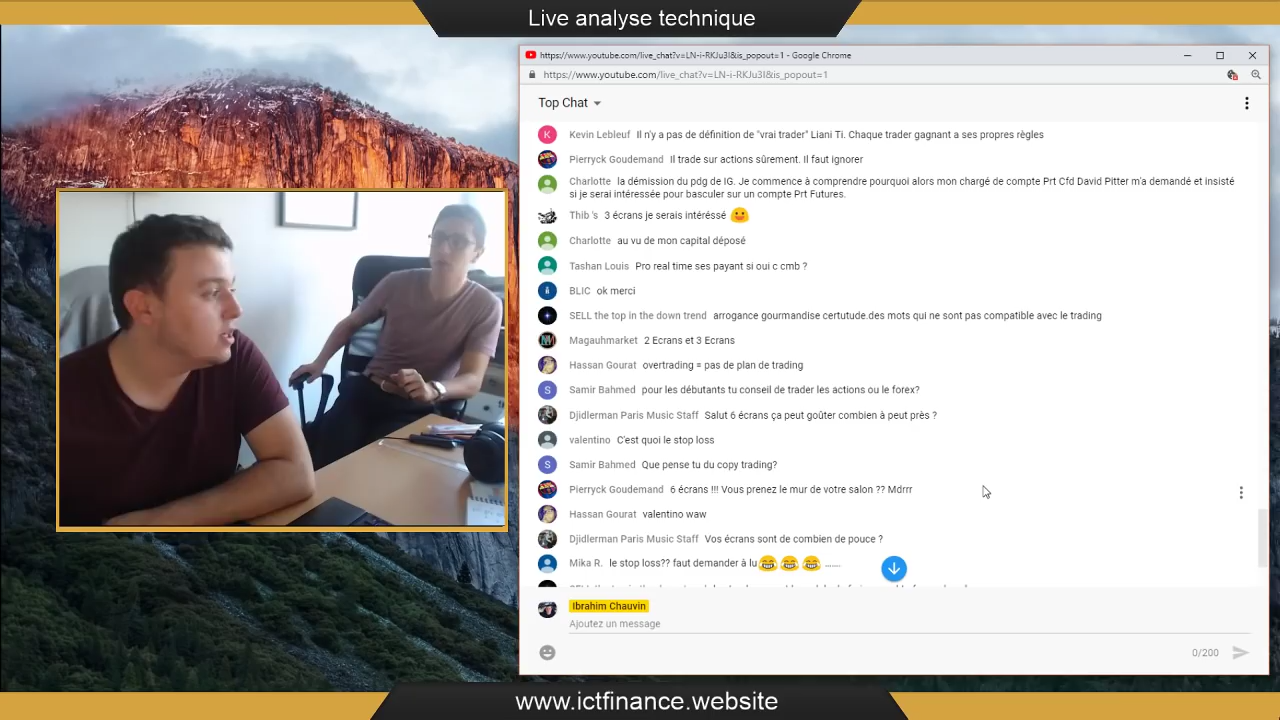 Live analyse technique
https://www.youtube.com/live_chat?v=LN-i-RKJu3I&is_popout=1 - Google Chrome
https://www.youtube.com/live_chat?v=LN-i-RKJu3I&is_popout=1
Top Chat
Kevin Lebleuf Il n'y a pas de définition de "vrai trader" Liani Ti. Chaque trader gagnant a ses propres règles
Pierryck Goudemand Il trade sur actions sûrement. Il faut ignorer
Charlotte la démission du pdg de IG. Je commence à comprendre pourquoi alors mon chargé de compte Prt Cfd David Pitter m'a demandé et insisté
si je serai intéressée pour basculer sur un compte Prt Futures.
Thib 's 3 écrans je serais intéréssé
Charlotte au vu de mon capital déposé
Tashan Louis Pro real time ses payant si oui c cmb ?
BLIC ok merci
SELL the top in the down trend arrogance gourmandise certutude.des mots qui ne sont pas compatible avec le trading
Magauhmarket 2 Ecrans et 3 Ecrans
Hassan Gourat overtrading = pas de plan de trading
S Samir Bahmed pour les débutants tu conseil de trader les actions ou le forex?
Djidlerman Paris Music Staff Salut 6 écrans ça peut goûter combien à peut près ?
valentino C'est quoi le stop loss
S Samir Bahmed Que pense tu du copy trading?
Pierryck Goudemand 6 écrans !!! Vous prenez le mur de votre salon ?? Mdrrr
Hassan Gourat valentino waw
Djidlerman Paris Music Staff Vos écrans sont de combien de pouce ?
Mika R. le stop loss?? faut demander à lu ......
Ibrahim Chauvin
Ajoutez un message
0/200
www.ictfinance.website